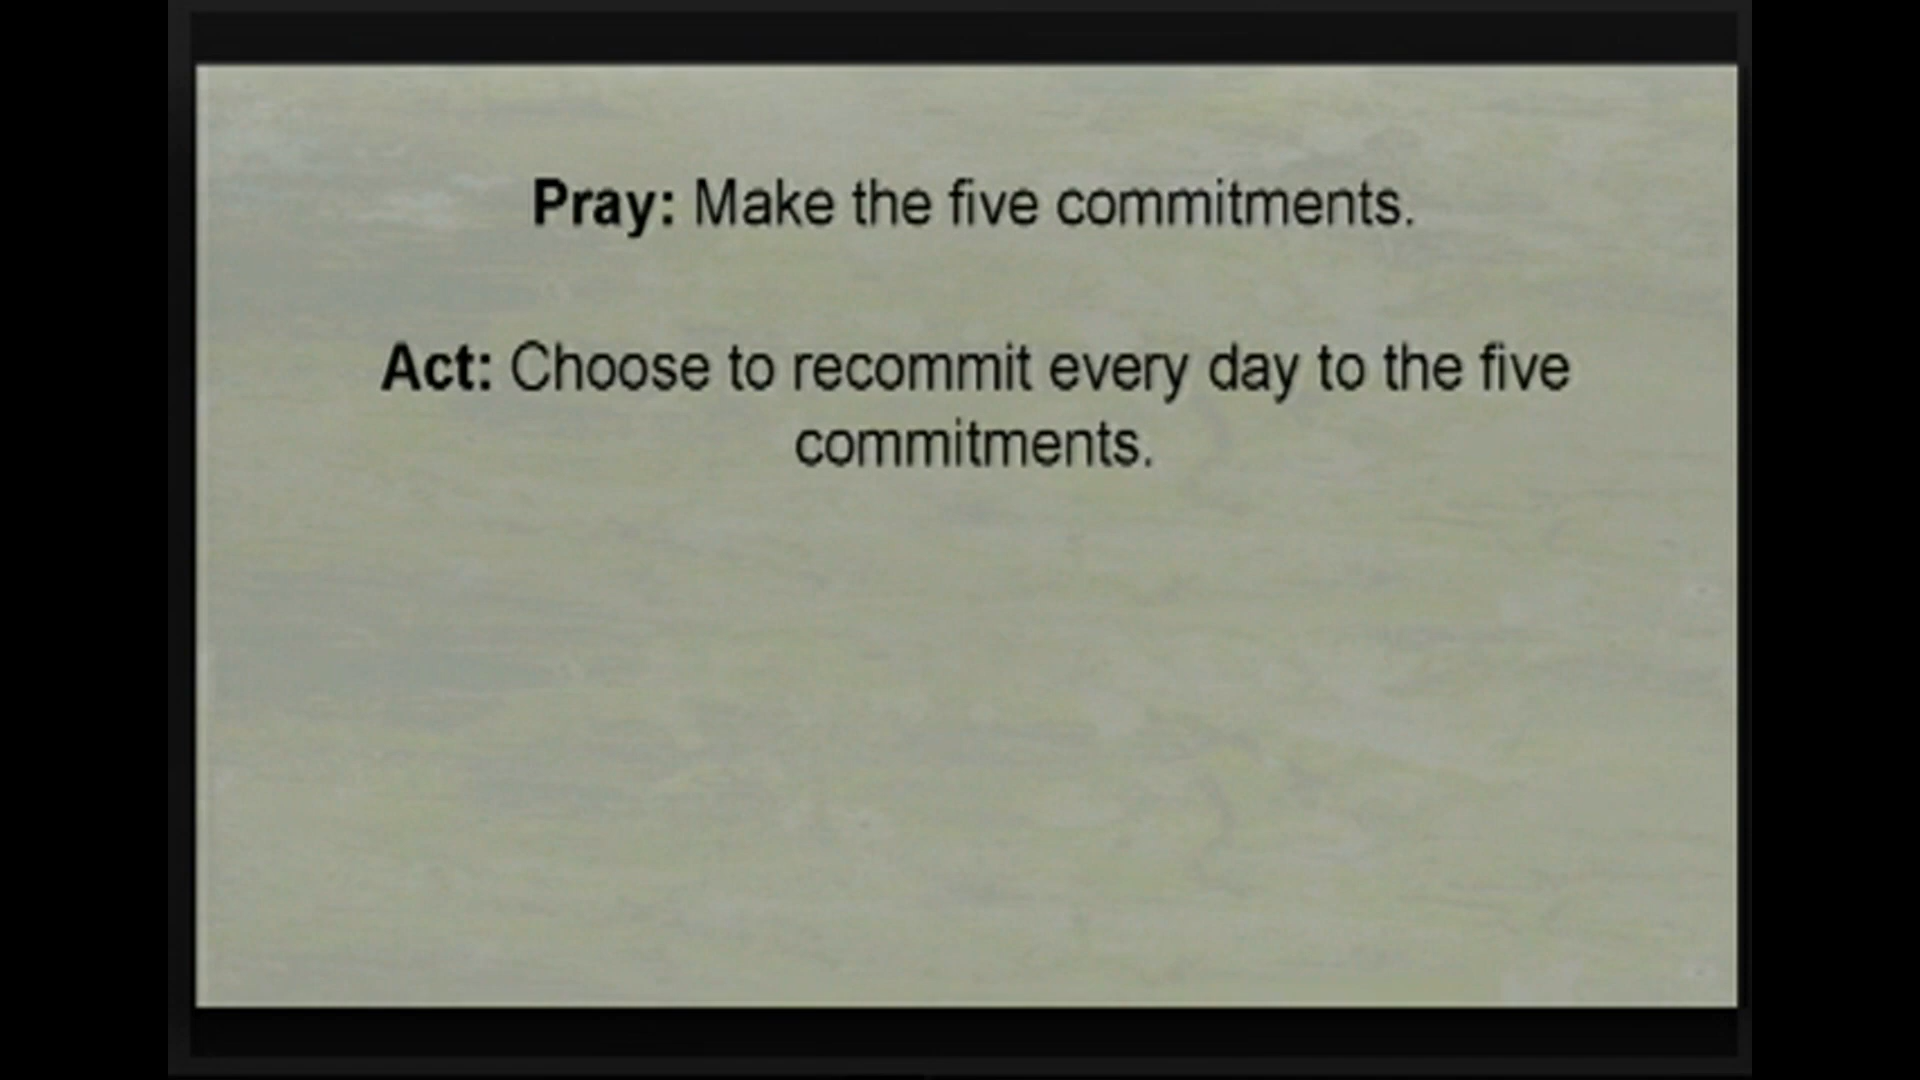 Pray: Make the five commitments.
Act: Choose to recommit every day to the five
commitments.